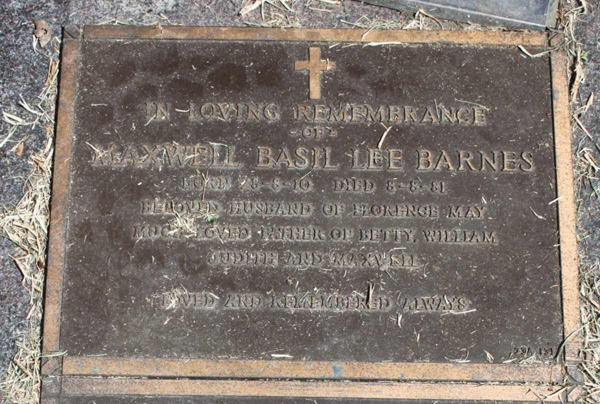 IN LOVING REMEMBRANCE
- OF -
MAXWELL BASIL LEE BARNES
BORN 28-8-10 DIED 8-8-81
BELOVED HUSBAND OF FLORENCE MAY,
MUCH LOVED FATHER OF BETTY, WILLIAM,
JUDITH AND MAXWELL.
LOVED AND REMEMBERED ALWAYS